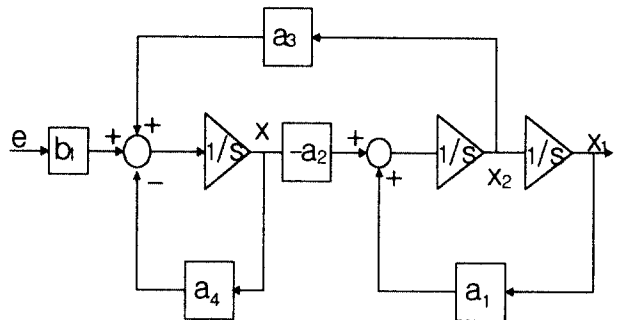 a₃
+
e
b₁
+
1/s
x
-a₂
+
1/s
x₂
1/s
x₁
-
+
a₄
a₁